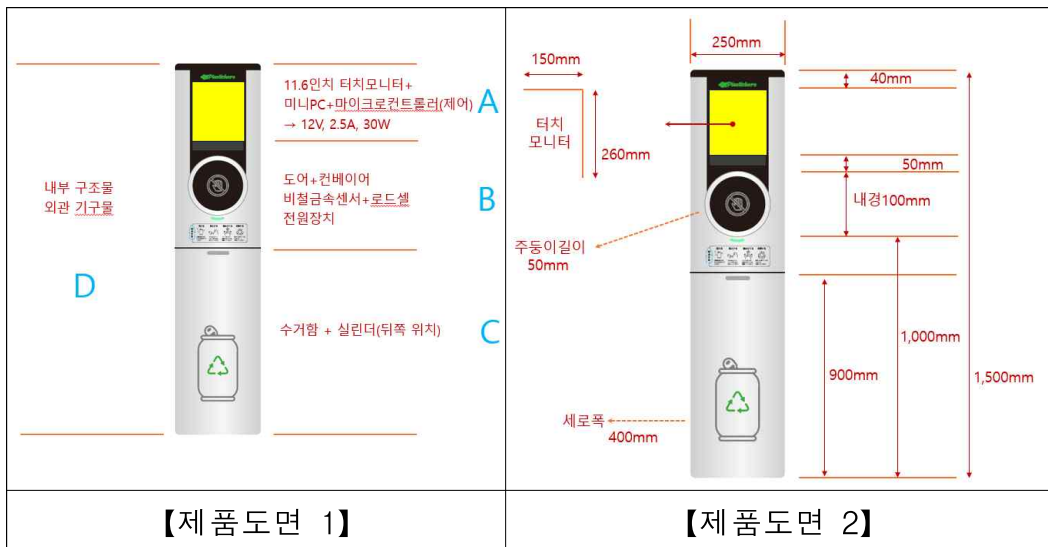 11.6인치 터치모니터+
미니PC+마이크로컨트롤러(제어)
→ 12V, 2.5A, 30W
A
내부 구조물
외관 기구물
도어+컨베이어
비철금속센서+로드셀
전원장치
B
D
수거함 + 실린더(뒤쪽 위치)
C
【제품도면 1】
250mm
150mm
40mm
터치
모니터
260mm
50mm
내경100mm
주둥이길이
50mm
1,000mm
900mm
1,500mm
세로폭
400mm
【제품도면 2】